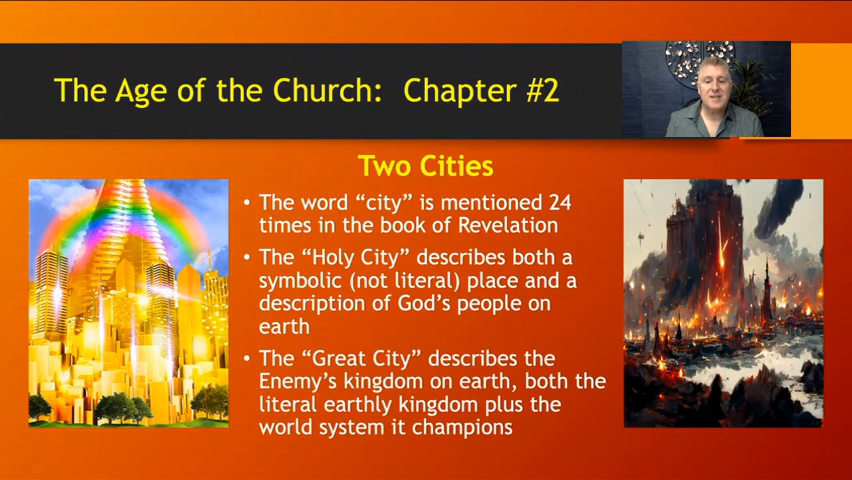 The Age of the Church:  Chapter #2
Two Cities
• The word “city” is mentioned 24
times in the book of Revelation
• The “Holy City” describes both a
symbolic (not literal) place and a
description of God’s people on
earth
• The “Great City” describes the
Enemy’s kingdom on earth, both the
literal earthly kingdom plus the
world system it champions